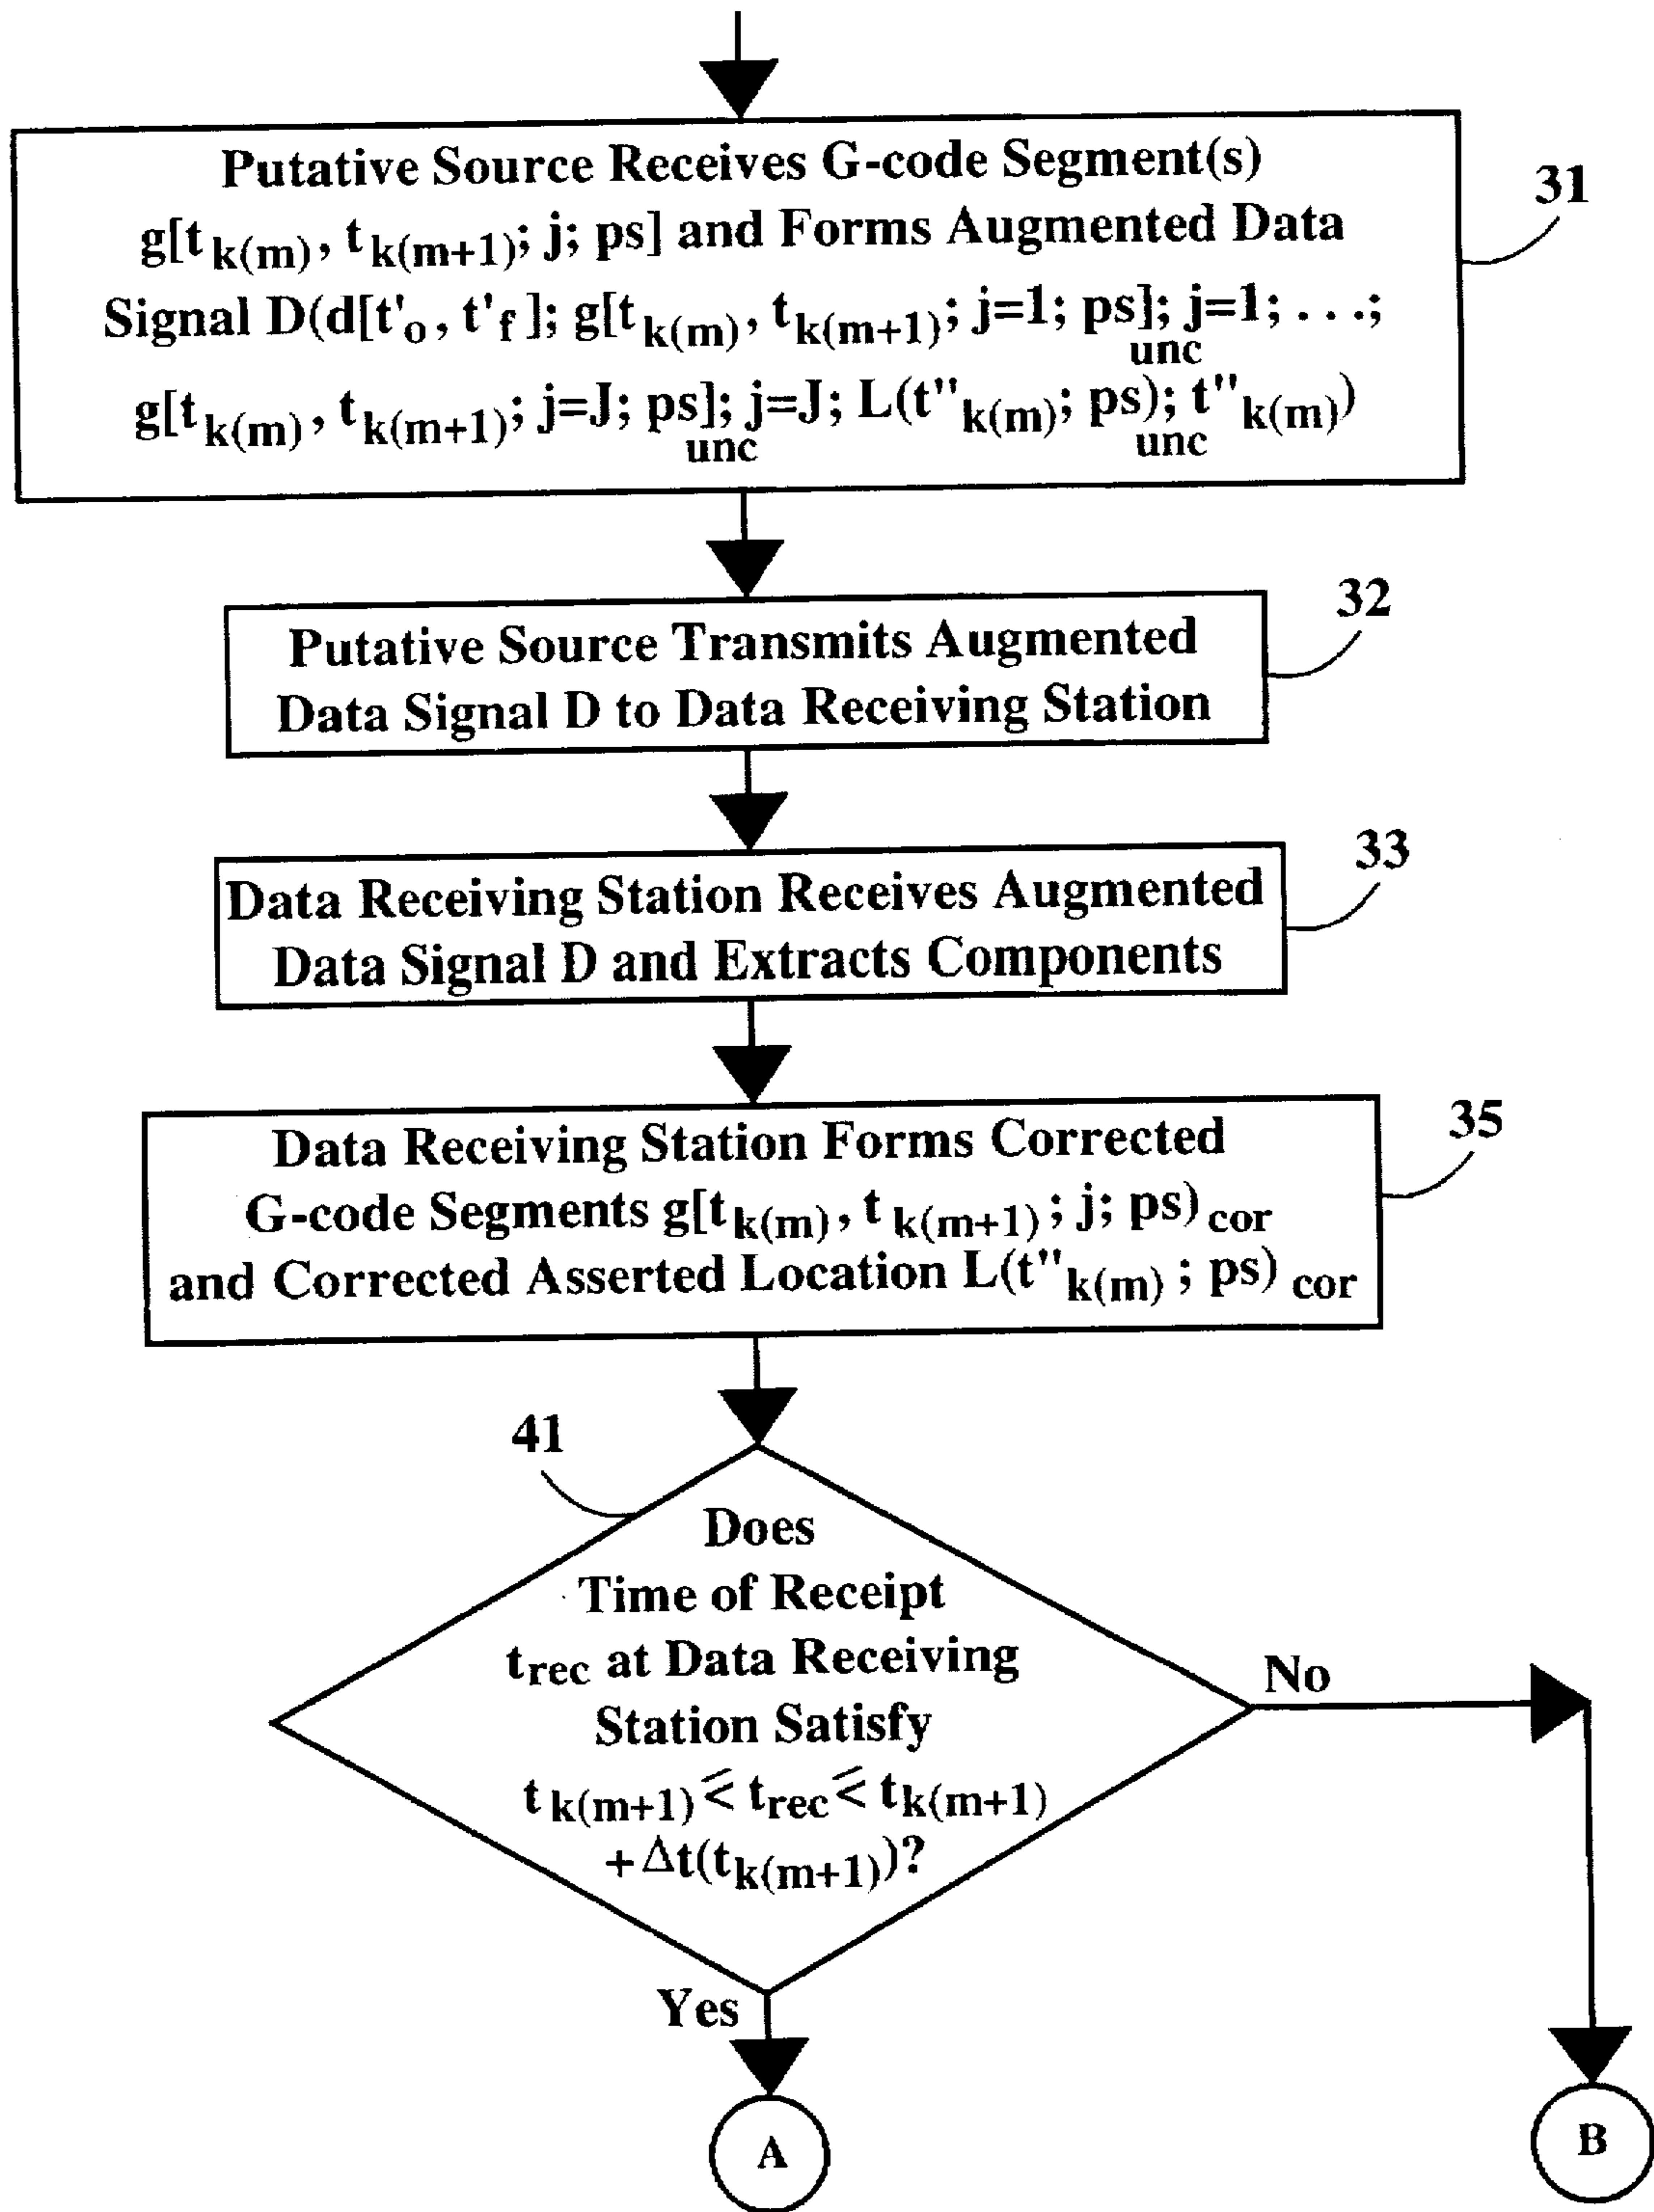 Putative Source Receives G-code Segment(s)
31
g[t k(m), t k(m+1); j; ps] and Forms Augmented Data
Signal D(d[t'o, t'f ]; g[t k(m), t k(m+1); j=1; ps]; j=1; . . .;
unc
g[t k(m), t k(m+1); j=J; ps]; j=J; L(t''k(m); ps); t''k(m))
unc unc
32
Putative Source Transmits Augmented
Data Signal D to Data Receiving Station
33
Data Receiving Station Receives Augmented
Data Signal D and Extracts Components
35
Data Receiving Station Forms Corrected
G-code Segments g[t k(m), t k(m+1); j; ps) cor
and Corrected Asserted Location L(t''k(m) ; ps) cor
41
Does
Time of Receipt
trec at Data Receiving
No
Station Satisfy
t k(m+1) ≤ trec ≤ t k(m+1)
+ Δt(t k(m+1))?
Yes
A
B